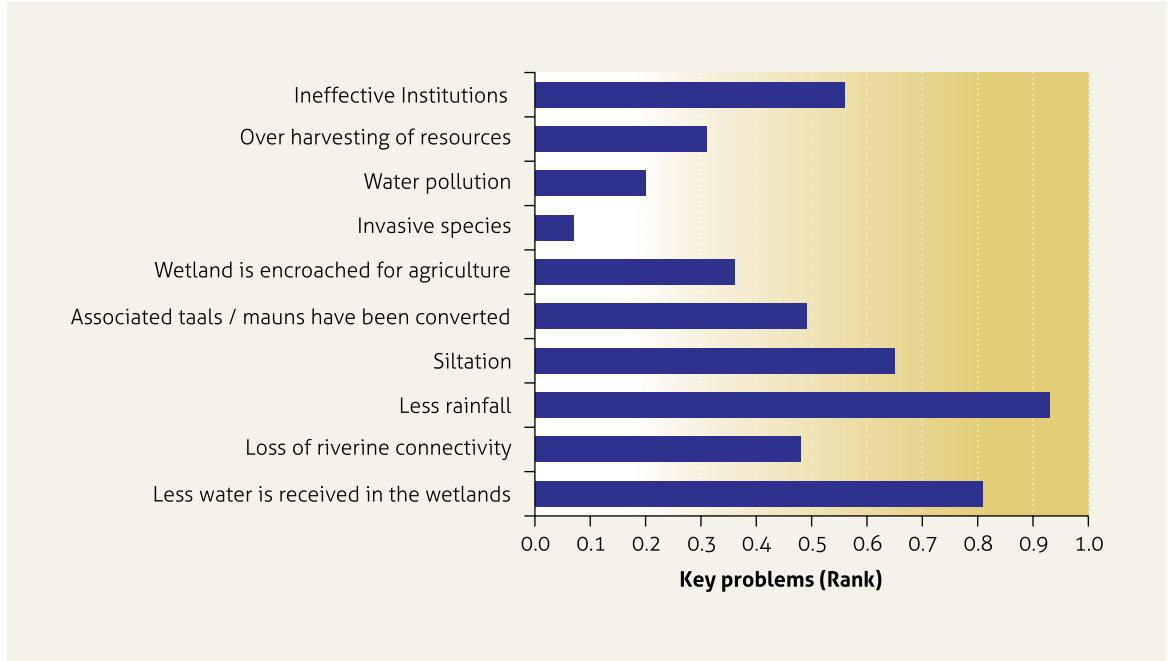 Ineffective Institutions
Over harvesting of resources
Water pollution
Invasive species
Wetland is encroached for agriculture
Associated taals / mauns have been converted
Siltation
Less rainfall
Loss of riverine connectivity
Less water is received in the wetlands
0.0 0.1 0.2 0.3 0.4 0.5 0.6 0.7 0.8 0.9 1.0
Key problems (Rank)